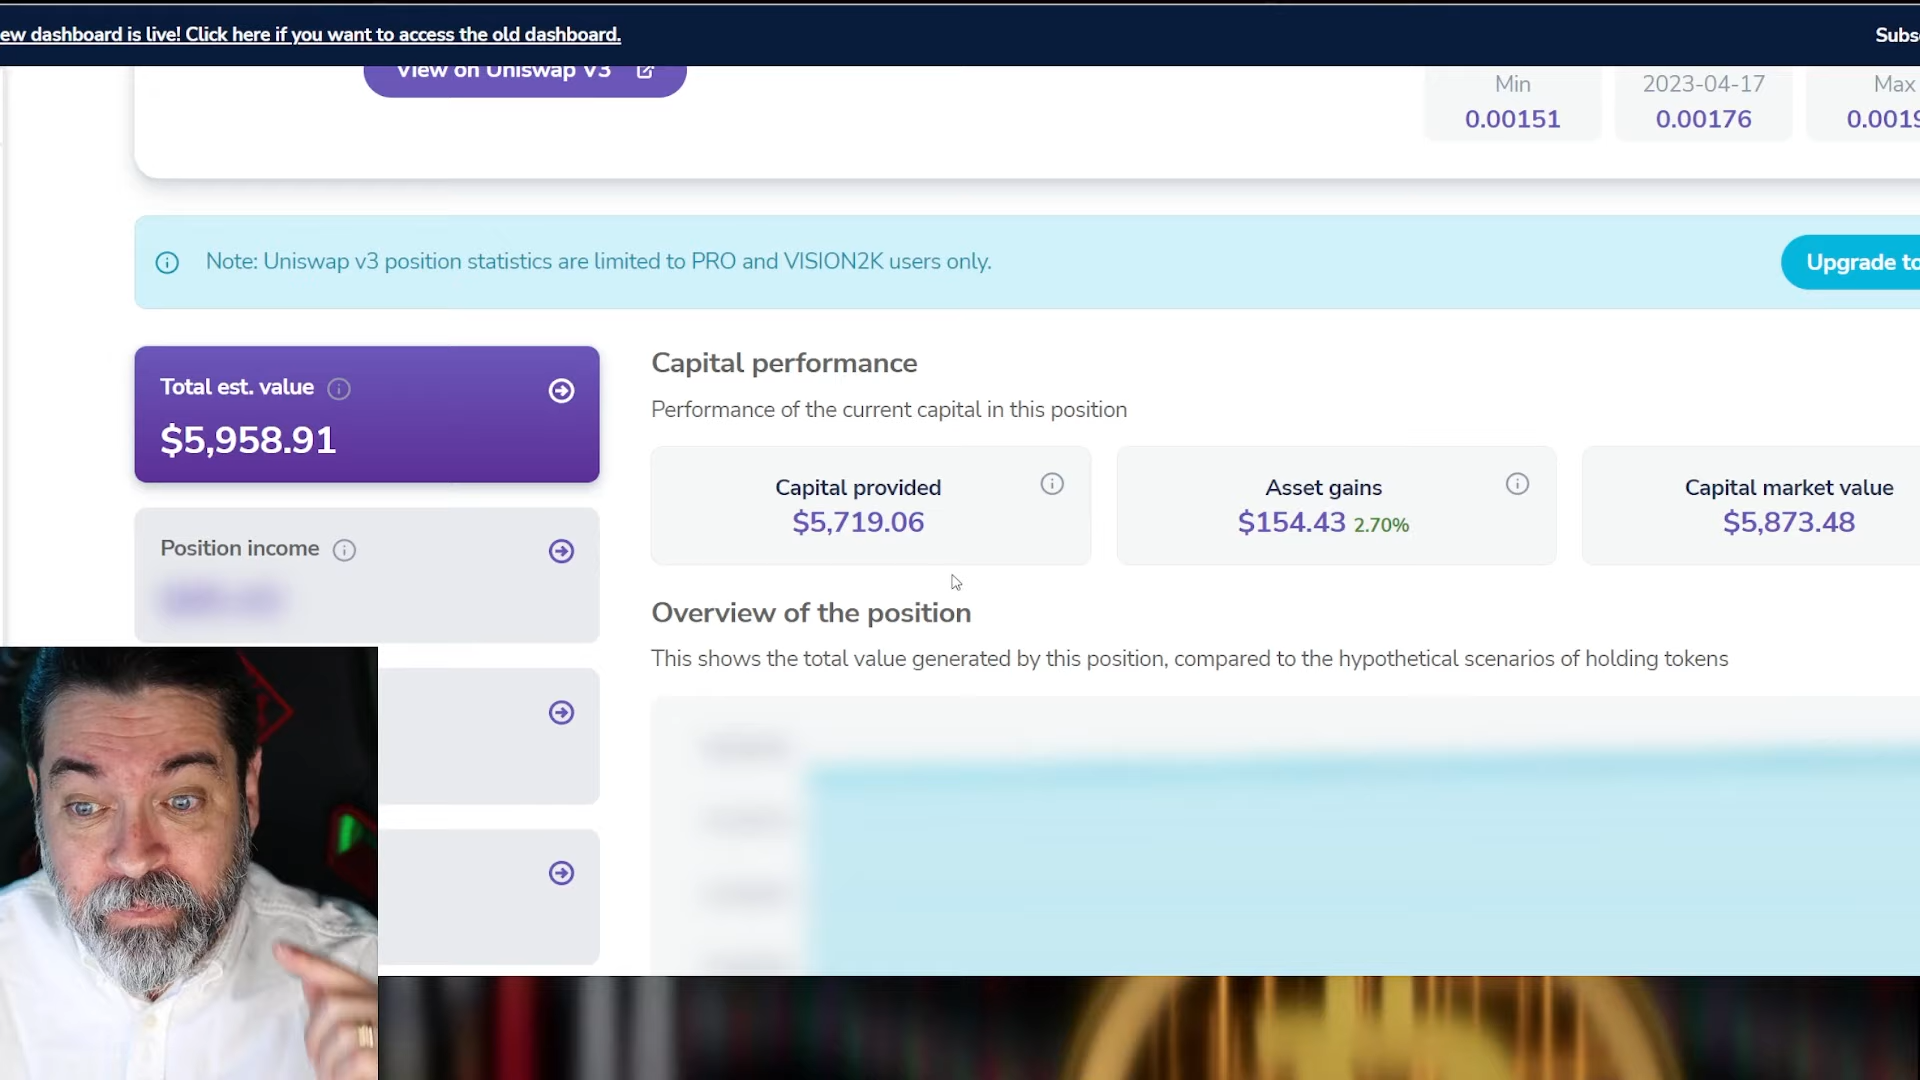 ew dashboard is live! Click here if you want to access the old dashboard.
Subs
View on Uniswap V3
Min
2023-04-17
Max
0.00151
0.00176
0.0019
Note: Uniswap v3 position statistics are limited to PRO and VISION2K users only.
Upgrade to
Total est. value
$5,958.91
Position income
Capital performance
Performance of the current capital in this position
Capital provided
$5,719.06
Asset gains
$154.43 2.70%
Capital market value
$5,873.48
Overview of the position
This shows the total value generated by this position, compared to the hypothetical scenarios of holding tokens